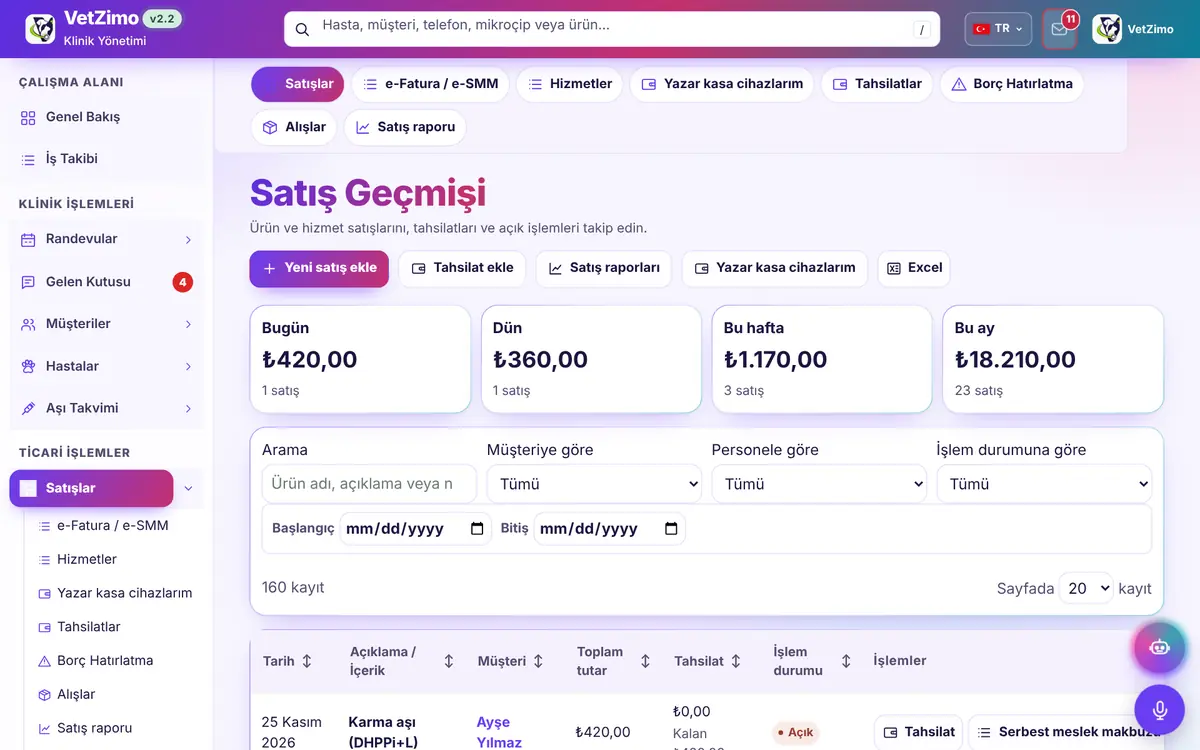 VetZimo v2.2
Klinik Yönetimi
Hasta, müşteri, telefon, mikroçip veya ürün...
/
TR
11
VetZimo
ÇALIŞMA ALANI
Genel Bakış
İş Takibi
KLİNİK İŞLEMLERİ
Randevular
Gelen Kutusu
4
Müşteriler
Hastalar
Aşı Takvimi
TİCARİ İŞLEMLER
Satışlar
e-Fatura / e-SMM
Hizmetler
Yazar kasa cihazlarım
Tahsilatlar
Borç Hatırlatma
Alışlar
Satış raporu
Satışlar
e-Fatura / e-SMM
Hizmetler
Yazar kasa cihazlarım
Tahsilatlar
Borç Hatırlatma
Alışlar
Satış raporu
Satış Geçmişi
Ürün ve hizmet satışlarını, tahsilatları ve açık işlemleri takip edin.
Yeni satış ekle
Tahsilat ekle
Satış raporları
Yazar kasa cihazlarım
Excel
Bugün
₺420,00
1 satış
Dün
₺360,00
1 satış
Bu hafta
₺1.170,00
3 satış
Bu ay
₺18.210,00
23 satış
Arama
Ürün adı, açıklama veya n
Müşteriye göre
Tümü
Personele göre
Tümü
İşlem durumuna göre
Tümü
Başlangıç mm/dd/yyyy
Bitiş mm/dd/yyyy
160 kayıt
Sayfada 20 kayıt
Tarih
Açıklama /
İçerik
Müşteri
Toplam
tutar
Tahsilat
İşlem
durumu
İşlemler
25 Kasım
2026
Karma aşı
(DHPPi+L)
Ayşe
Yılmaz
₺420,00
₺0,00
Kalan
Açık
Tahsilat
Serbest meslek makbuzu